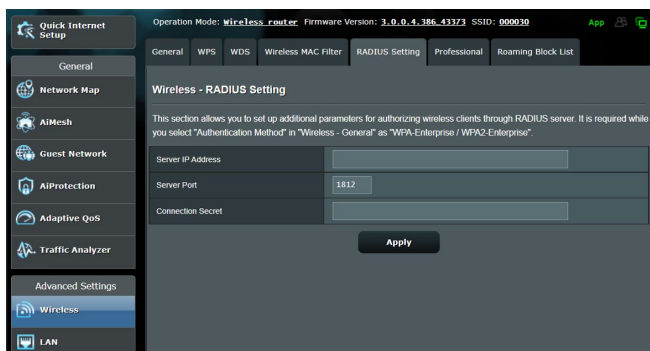 Quick Internet
Setup
Operation Mode: Wireless router Firmware Version: 3.0.0.4.386_43373 SSID: 000030 App
General WPS WDS Wireless MAC Filter RADIUS Setting Professional Roaming Block List
General
Network Map
AiMesh
Guest Network
AiProtection
Adaptive QoS
Traffic Analyzer
Advanced Settings
Wireless
LAN
Wireless - RADIUS Setting
This section allows you to set up additional parameters for authorizing wireless clients through RADIUS server. It is required while
you select "Authentication Method" in "Wireless - General" as "WPA-Enterprise / WPA2-Enterprise".
Server IP Address
Server Port 1812
Connection Secret
Apply